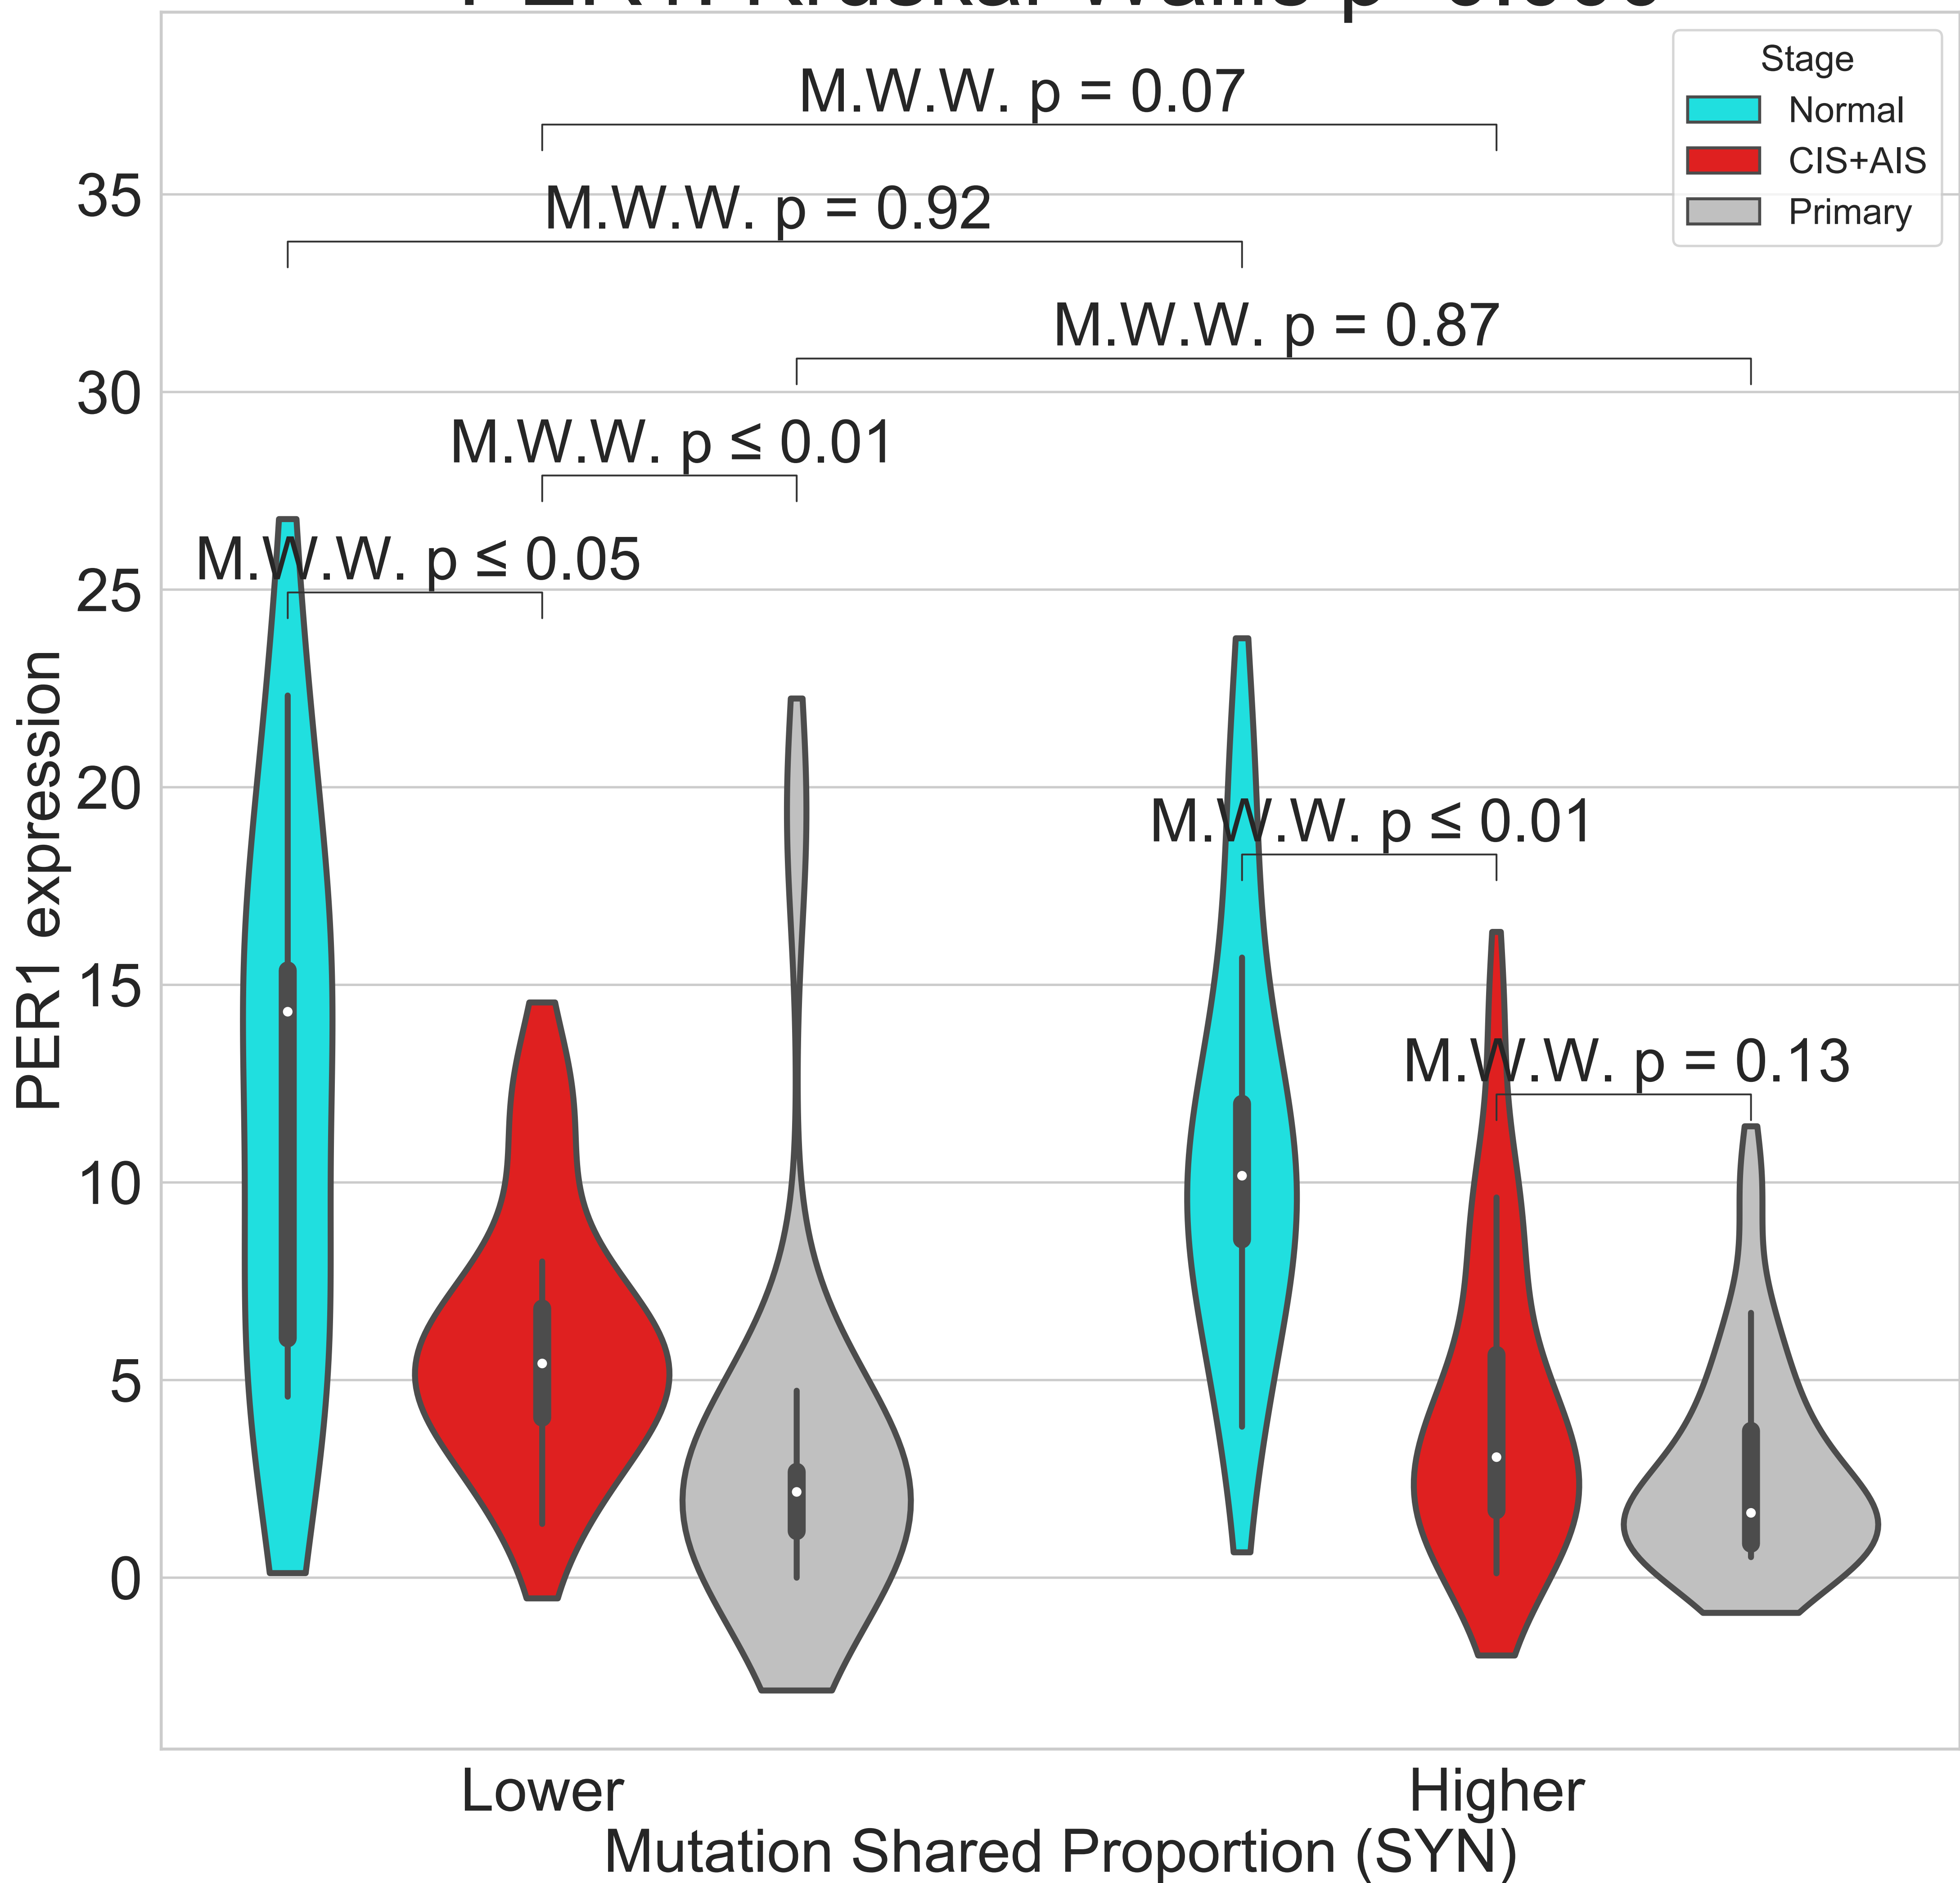 Stage
Normal
CIS+AIS
Primary
M.W.W. p = 0.07
M.W.W. p = 0.92
M.W.W. p = 0.87
M.W.W. p ≤ 0.01
M.W.W. p ≤ 0.05
M.W.W. p ≤ 0.01
M.W.W. p = 0.13
35
30
25
20
15
10
5
0
PER1 expression
Lower
Higher
Mutation Shared Proportion (SYN)